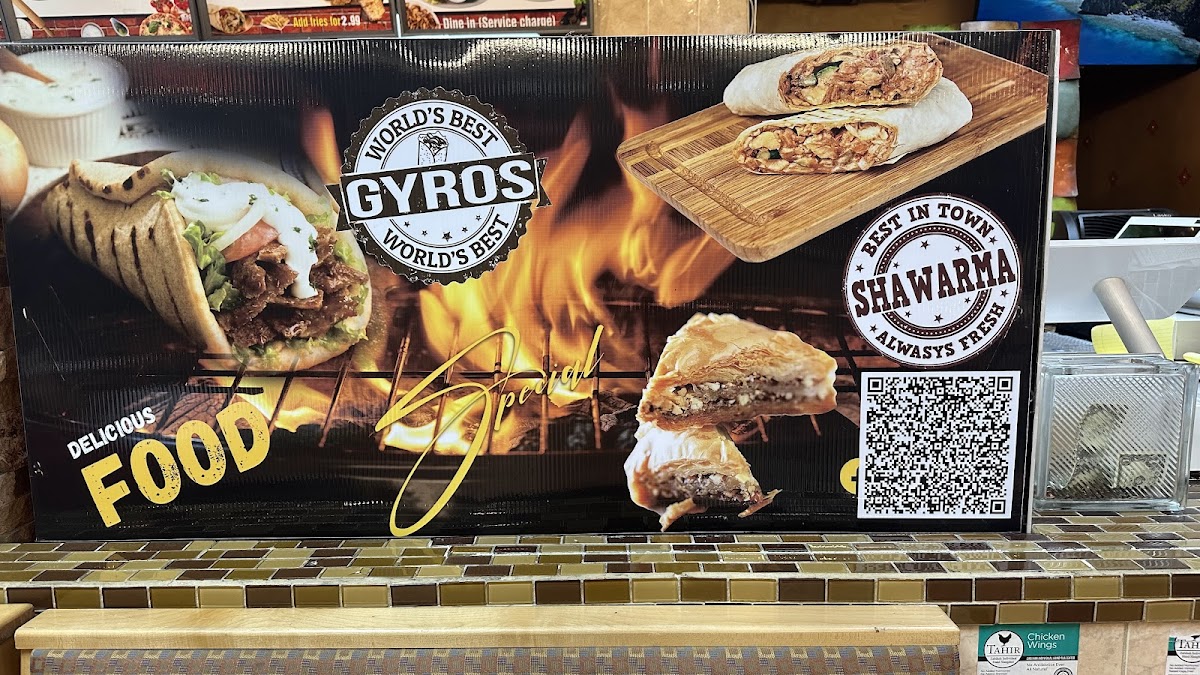 Add fries for 2.99
Dine in (Service charge)
WORLD'S BEST
GYROS
WORLD'S BEST
BEST IN TOWN
SHAWARMA
ALWASYS FRESH
DELICIOUS
FOOD
Special
TAHIR
Chicken
Wings
TAHI